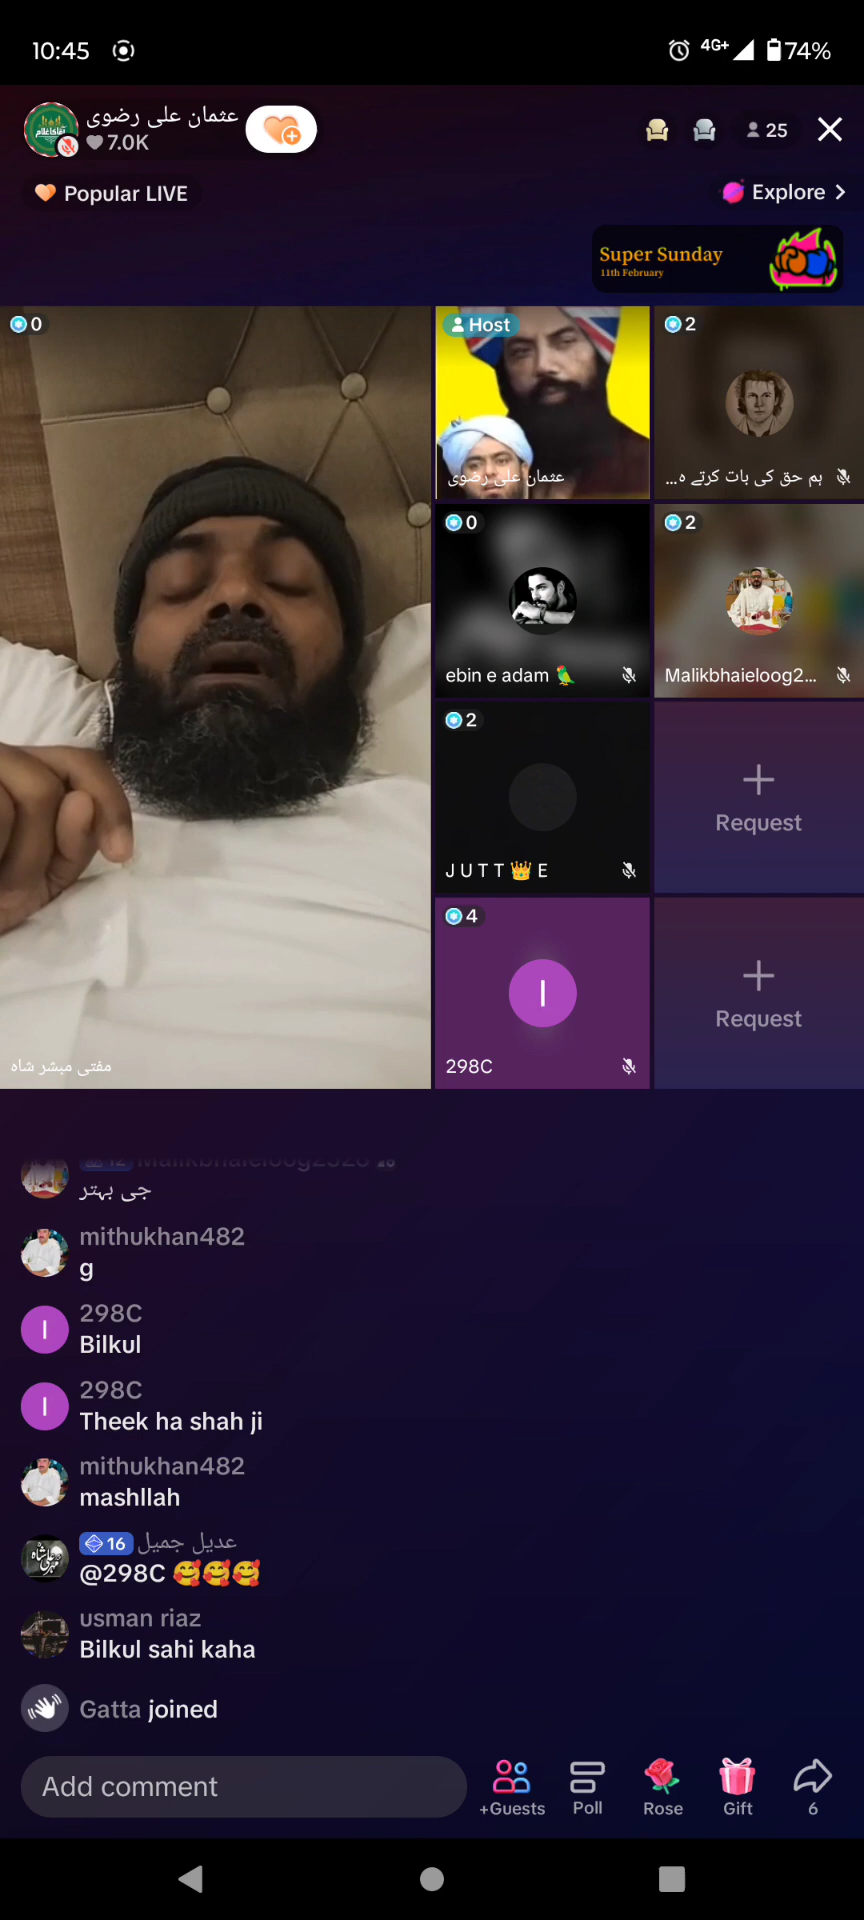 10:45
4G+
74%
عثمان علی رضوی
7.0K
25
Popular LIVE
Explore
Super Sunday
11th February
0
Host
عثمان علی رضوی
2
ہم حق کی بات کرتے ہ...
0
ebin e adam
2
Malikbhaieloog2...
2
J U T T E
Request
4
I
298C
Request
مفتی مبشر شاہ
جی بہتر
mithukhan482
g
I
298C
Bilkul
I
298C
Theek ha shah ji
mithukhan482
mashllah
16 عدیل جمیل
@298C 🥰🥰🥰
usman riaz
Bilkul sahi kaha
Gatta joined
Add comment
+Guests
Poll
Rose
Gift
6